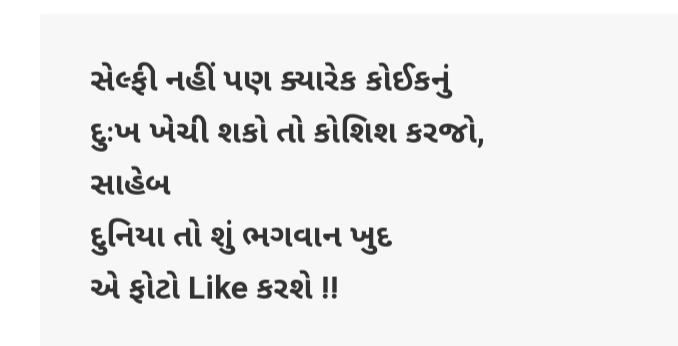 સેલ્ફી નહીં પણ ક્યારેક કોઈકનું
દુઃખ ખેચી શકો તો કોશિશ કરજો,
સાહેબ
દુનિયા તો શું ભગવાન ખુદ
એ ફોટો Like કરશે !!